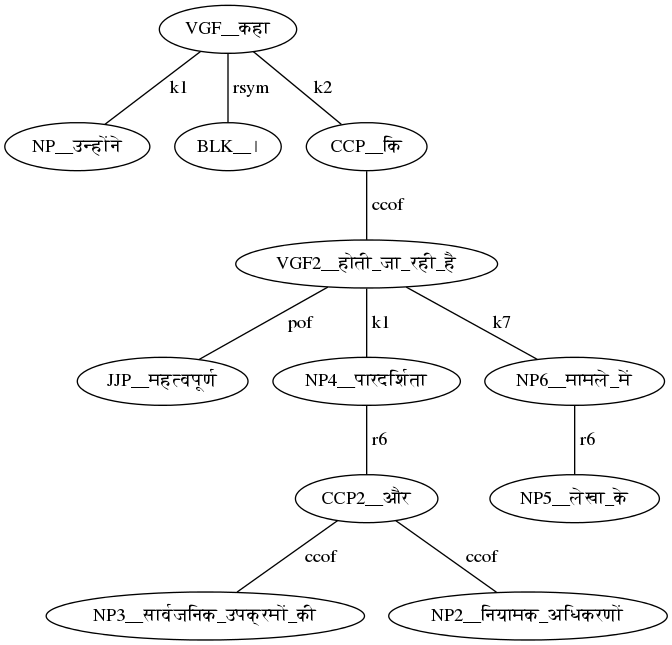 VGF__कहा
k1 rsym k2
NP__उन्होंने BLK__। CCP__कि
ccof
VGF2__होती_जा_रही_है
pof k1 k7
JJP__महत्वपूर्ण NP4__पारदर्शिता NP6__मामले_में
r6 r6
CCP2__और NP5__लेखा_के
ccof ccof
NP3__सार्वजनिक_उपक्रमों_की NP2__नियामक_अधिकरणों